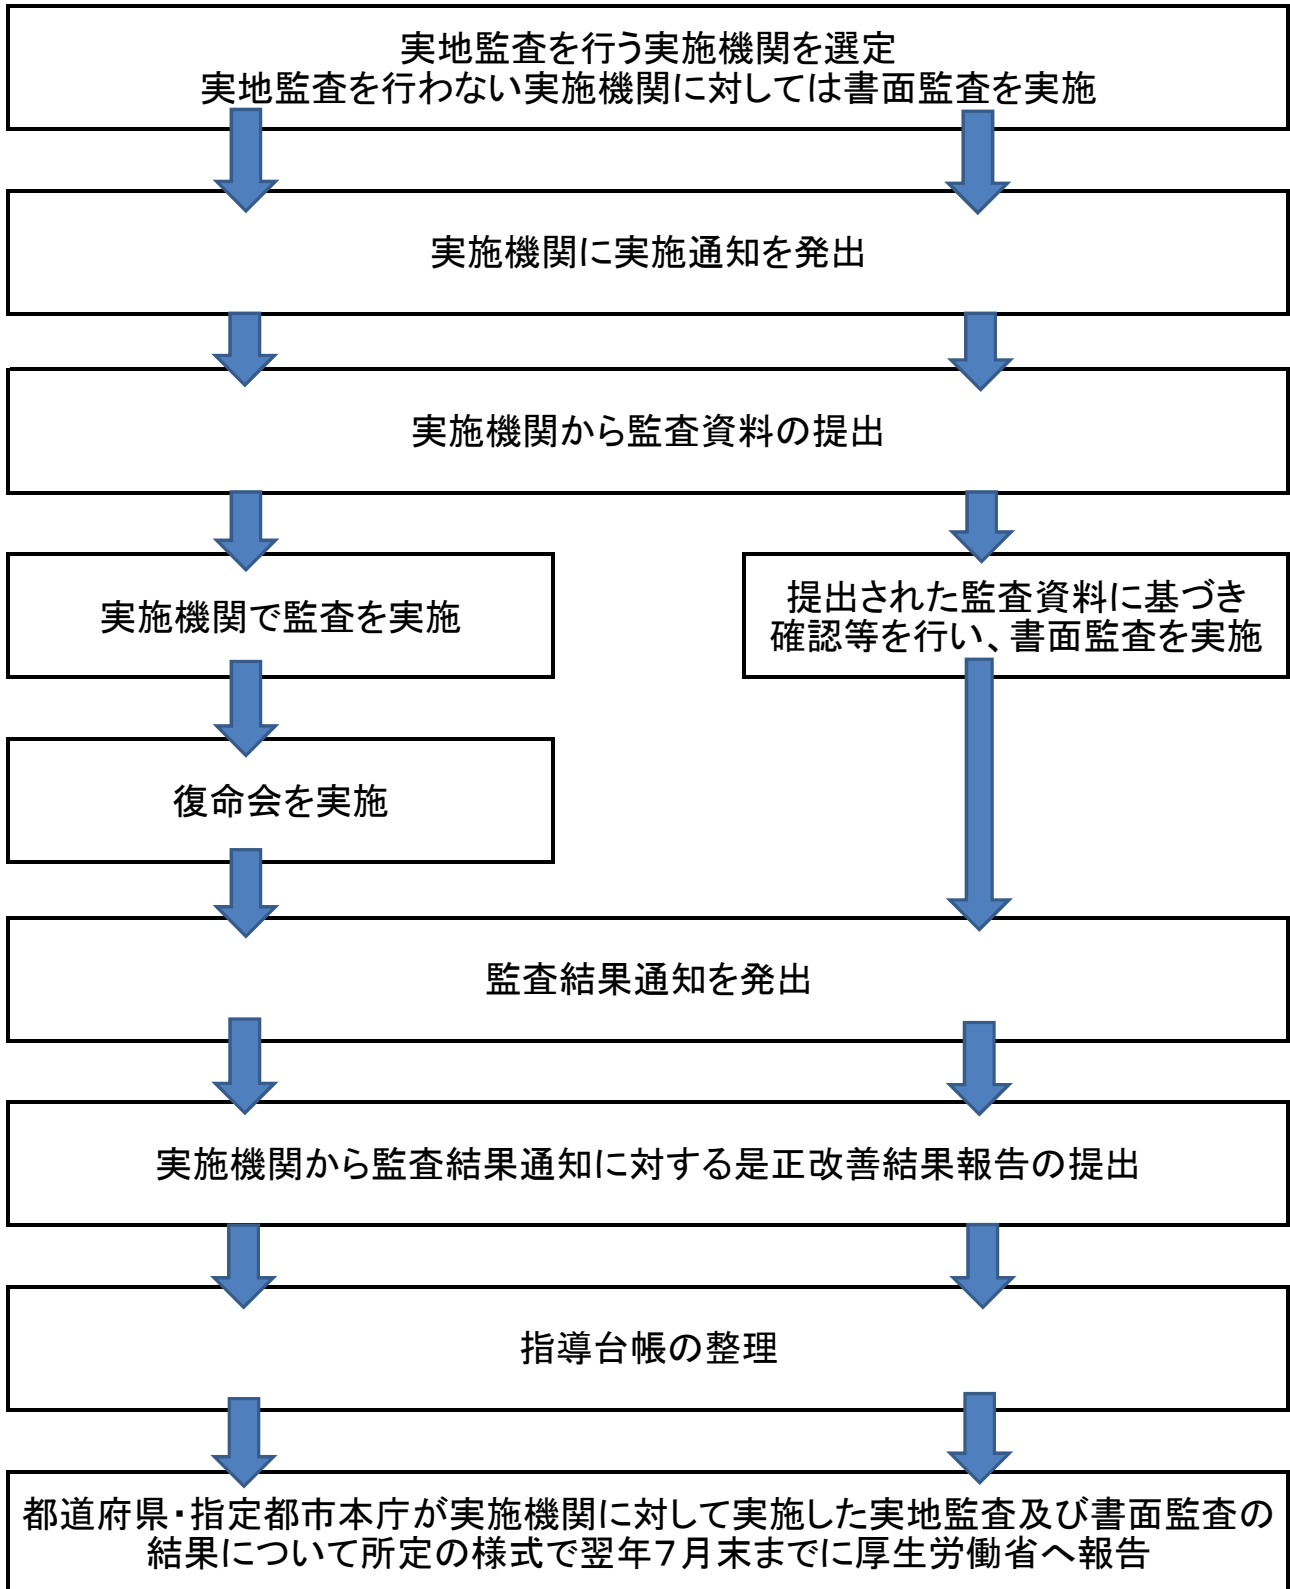 実地監査を行う実施機関を選定
実地監査を行わない実施機関に対しては書面監査を実施
実施機関に実施通知を発出
実施機関から監査資料の提出
実施機関で監査を実施
提出された監査資料に基づき
確認等を行い、書面監査を実施
復命会を実施
監査結果通知を発出
実施機関から監査結果通知に対する是正改善結果報告の提出
指導台帳の整理
都道府県・指定都市本庁が実施機関に対して実施した実地監査及び書面監査の
結果について所定の様式で翌年７月末までに厚生労働省へ報告